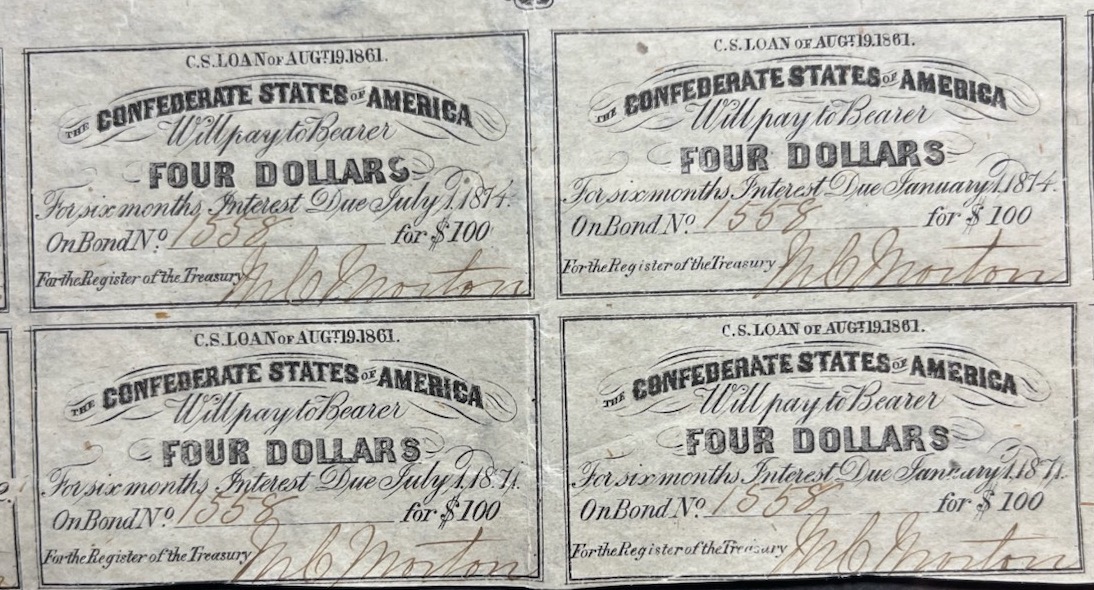 C.S. LOAN OF AUGT 19.1861.
THE CONFEDERATE STATES OF AMERICA
Will pay to Bearer
FOUR DOLLARS
For six months Interest Due July 1, 1874.
On Bond No. 1558 for $100
For the Register of the Treasury M C Morton
C.S. LOAN OF AUGT 19.1861.
THE CONFEDERATE STATES OF AMERICA
Will pay to Bearer
FOUR DOLLARS
For six months Interest Due January 1, 1874.
On Bond No. 1558 for $100
For the Register of the Treasury M C Morton
C.S. LOAN OF AUGT 19.1861.
THE CONFEDERATE STATES OF AMERICA
Will pay to Bearer
FOUR DOLLARS
For six months Interest Due July 1, 1871.
On Bond No. 1558 for $100
For the Register of the Treasury M C Morton
C.S. LOAN OF AUGT 19.1861.
THE CONFEDERATE STATES OF AMERICA
Will pay to Bearer
FOUR DOLLARS
For six months Interest Due January 1, 1871.
On Bond No. 1558 for $100
For the Register of the Treasury M C Morton